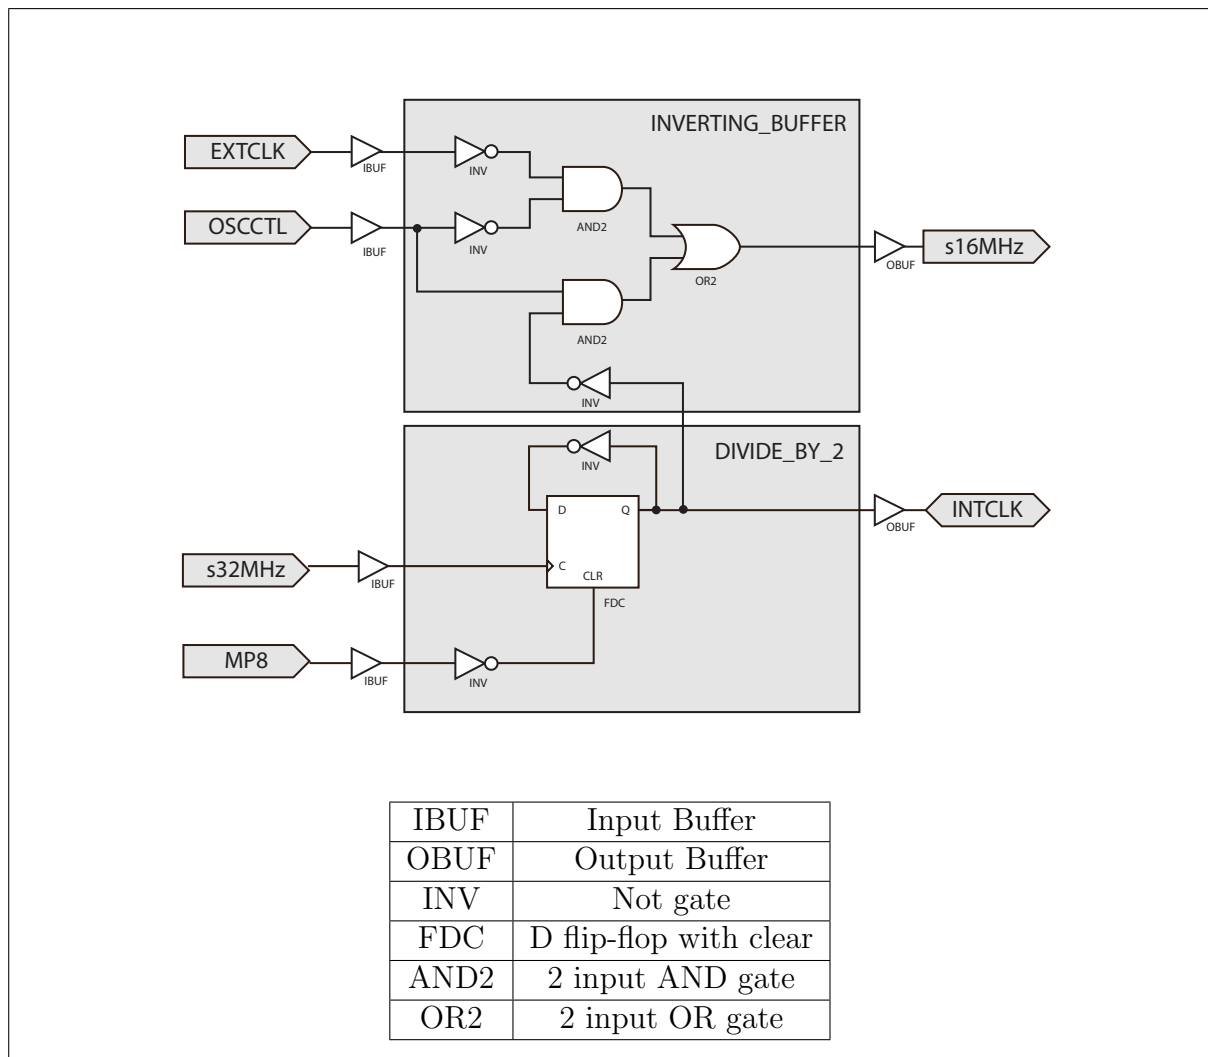 INVERTING_BUFFER
EXTCLK
IBUF
INV
AND2
OSCCTL
IBUF
INV
OR2
s16MHz
OBUF
AND2
INV
DIVIDE_BY_2
INV
D
Q
INTCLK
OBUF
s32MHz
IBUF
C
CLR
FDC
MP8
IBUF
INV
IBUF Input Buffer
OBUF Output Buffer
INV Not gate
FDC D flip-flop with clear
AND2 2 input AND gate
OR2 2 input OR gate